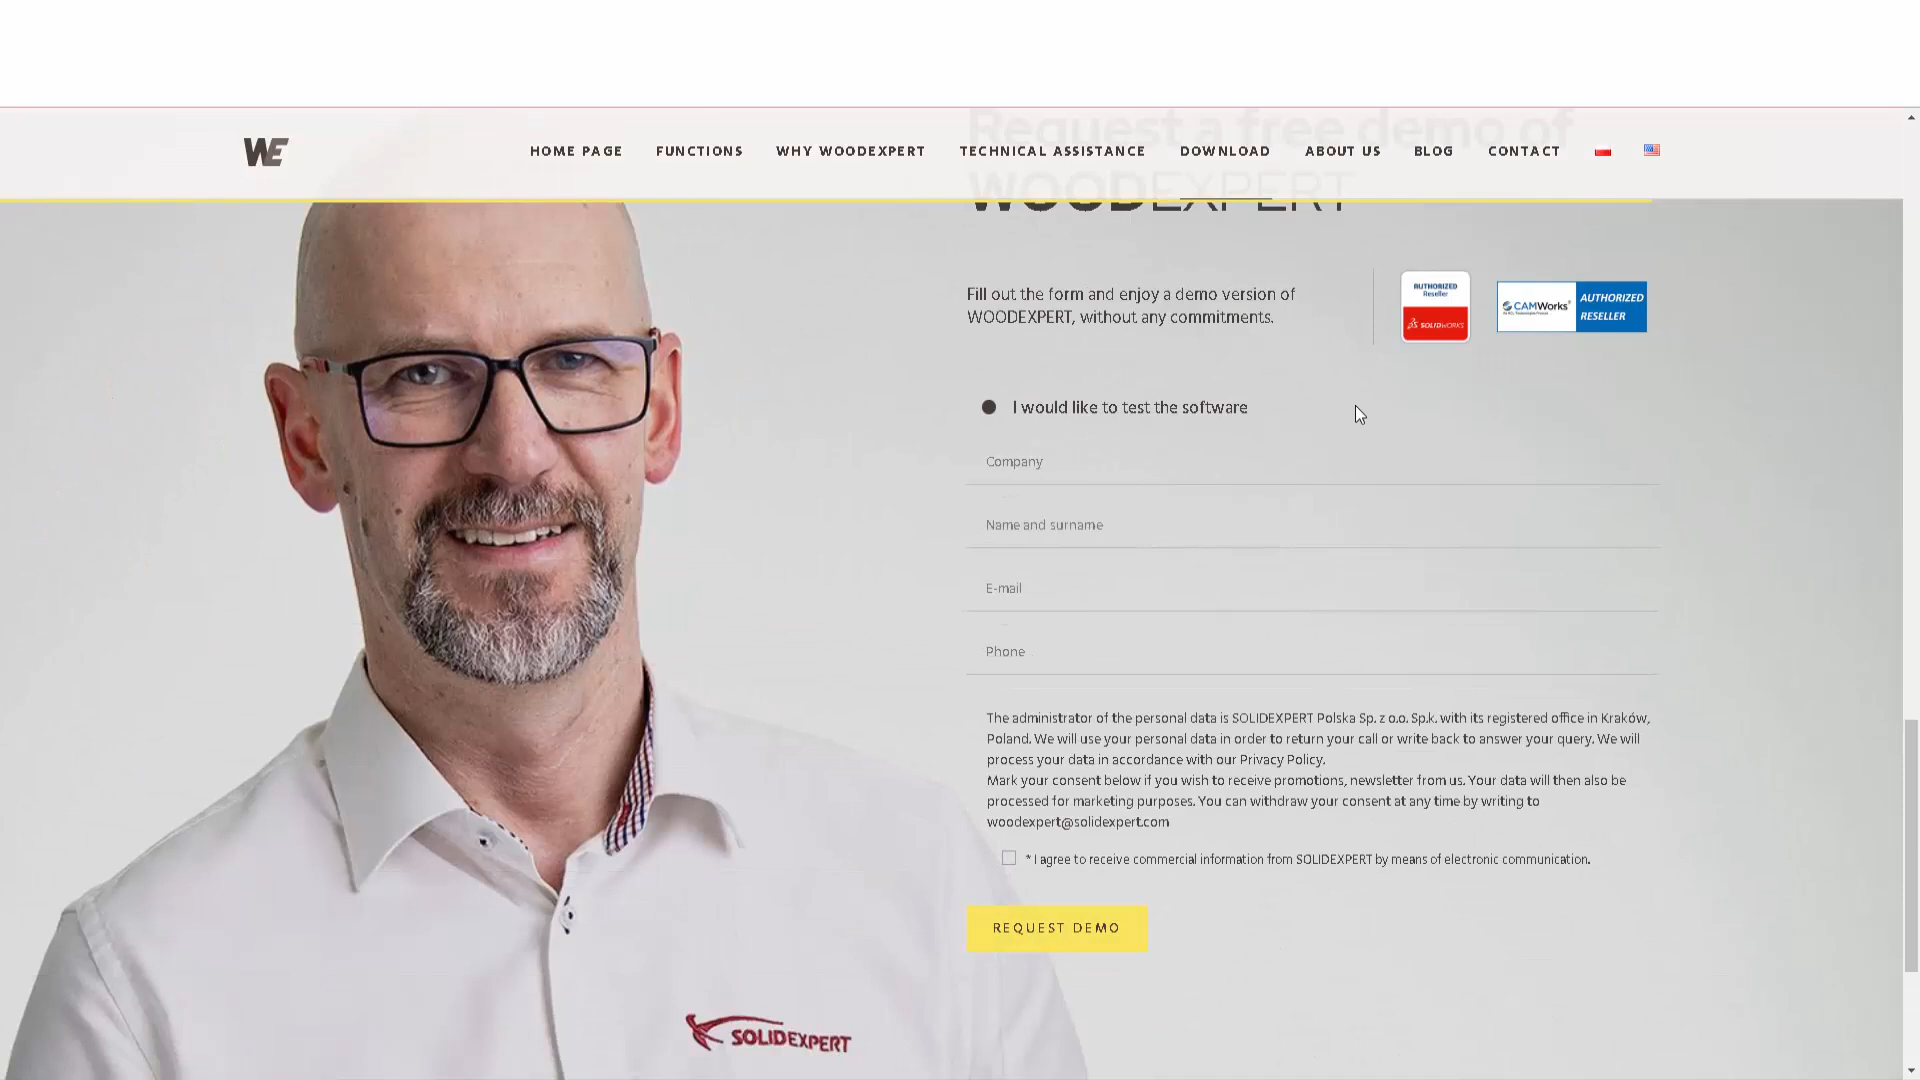 Request a free demo of
WE
HOME PAGE
FUNCTIONS
WHY WOODEXPERT
TECHNICAL ASSISTANCE
DOWNLOAD
ABOUT US
BLOG
CONTACT
WOODEXPERT
Fill out the form and enjoy a demo version of
WOODEXPERT, without any commitments.
AUTHORIZED
Reseller
SOLIDWORKS
CAMWorks®
AUTHORIZED
RESELLER
I would like to test the software
Company
Name and surname
E-mail
Phone
The administrator of the personal data is SOLIDEXPERT Polska Sp. z o.o. Sp.k. with its registered office in Kraków,
Poland. We will use your personal data in order to return your call or write back to answer your query. We will
process your data in accordance with our Privacy Policy.
Mark your consent below if you wish to receive promotions, newsletter from us. Your data will then also be
processed for marketing purposes. You can withdraw your consent at any time by writing to
woodexpert@solidexpert.com
* I agree to receive commercial information from SOLIDEXPERT by means of electronic communication.
REQUEST DEMO
SOLIDEXPERT